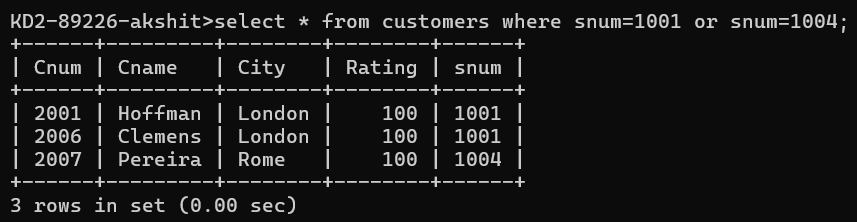 KD2-89226-akshit>select * from customers where snum=1001 or snum=1004;
+------+---------+--------+--------+------+
| Cnum | Cname   | City   | Rating | snum |
+------+---------+--------+--------+------+
| 2001 | Hoffman | London |    100 | 1001 |
| 2006 | Clemens | London |    100 | 1001 |
| 2007 | Pereira | Rome   |    100 | 1004 |
+------+---------+--------+--------+------+
3 rows in set (0.00 sec)